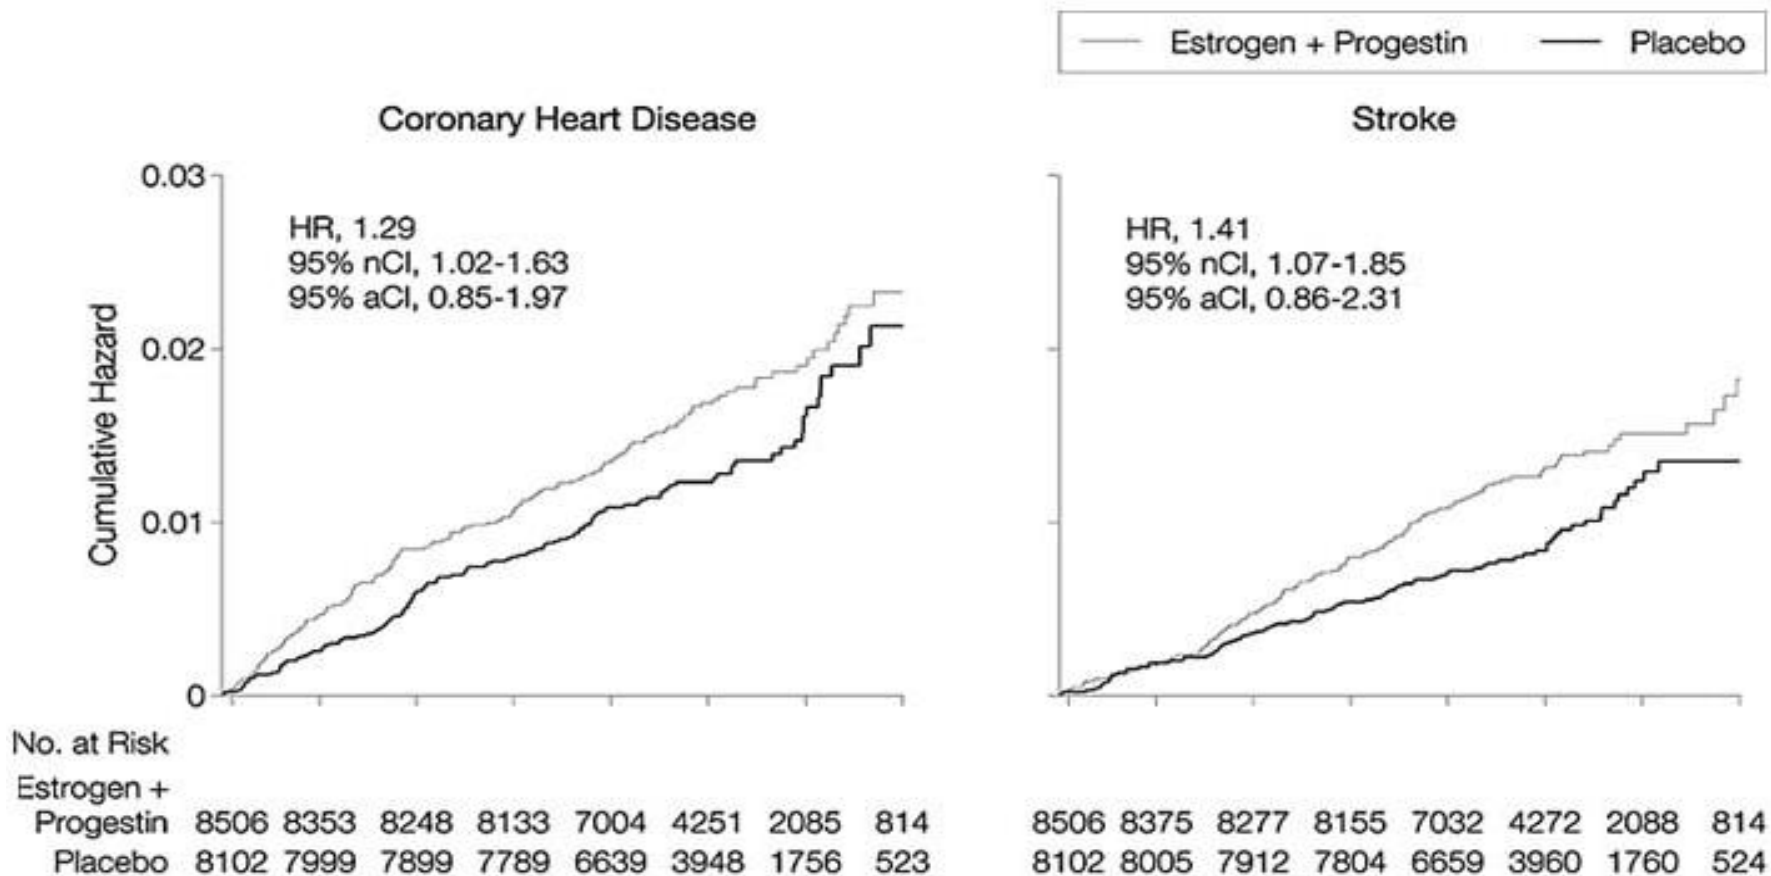 Estrogen + Progestin Placebo
Coronary Heart Disease
Stroke
0.03
0.02
0.01
0
Cumulative Hazard
HR, 1.29
95% nCI, 1.02-1.63
95% aCI, 0.85-1.97
HR, 1.41
95% nCI, 1.07-1.85
95% aCI, 0.86-2.31
No. at Risk
Estrogen +
Progestin 8506 8353 8248 8133 7004 4251 2085 814 8506 8375 8277 8155 7032 4272 2088 814
Placebo 8102 7999 7899 7789 6639 3948 1756 523 8102 8005 7912 7804 6659 3960 1760 524